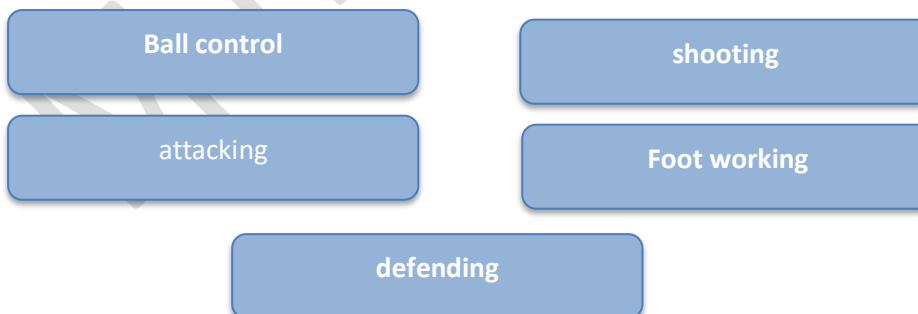 Ball control
shooting
attacking
Foot working
defending